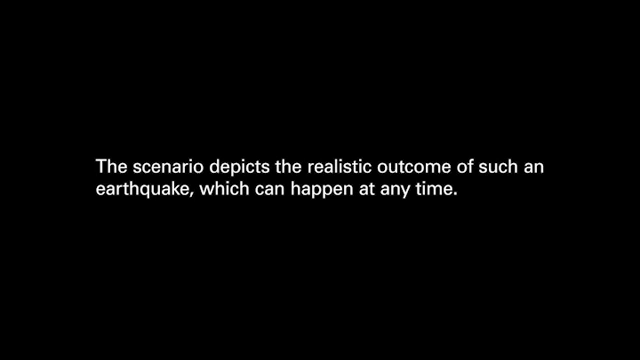 The scenario depicts the realistic outcome of such an
earthquake, which can happen at any time.